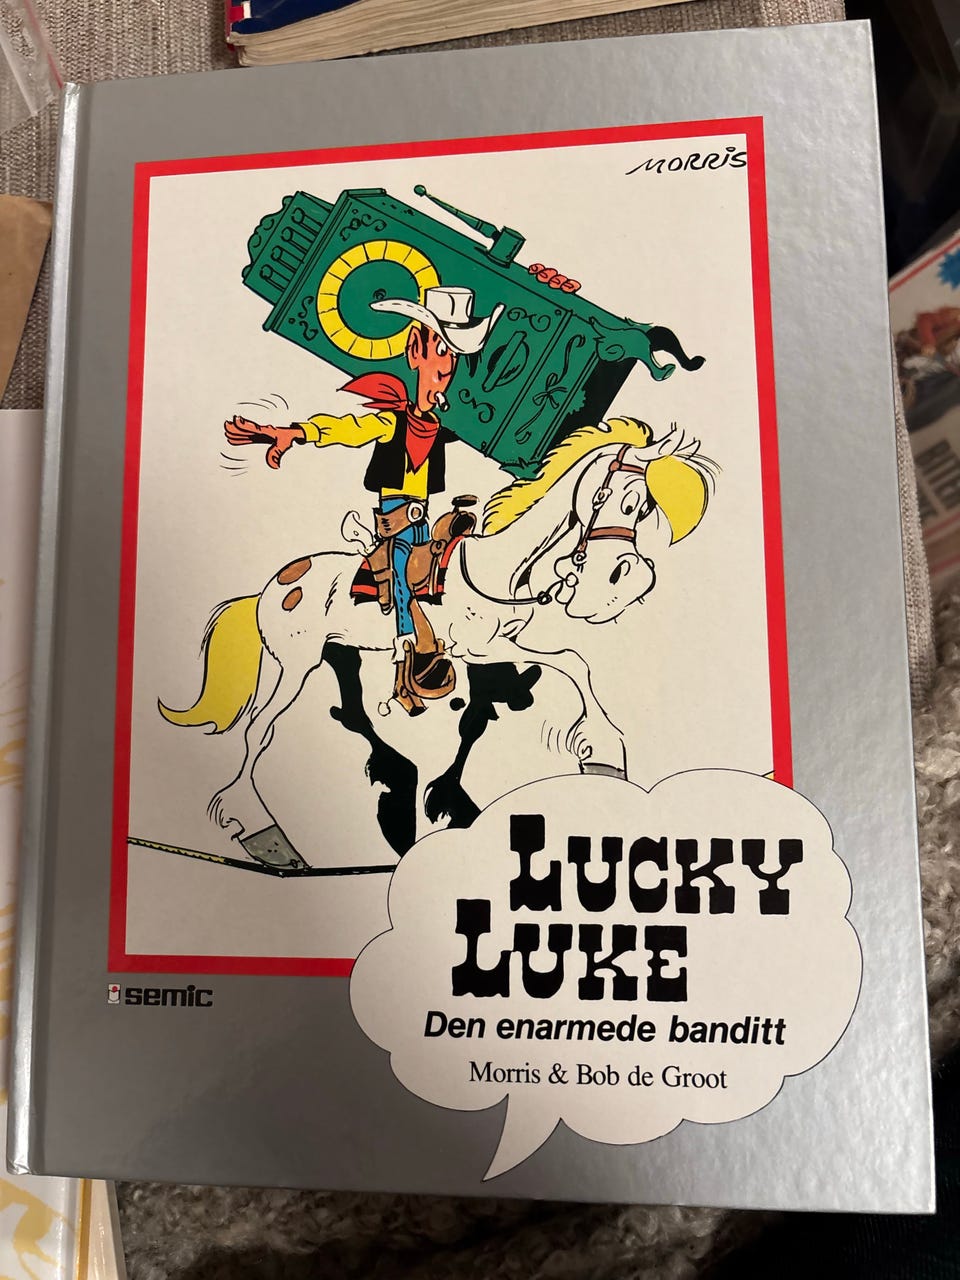 MORRIS
LUCKY
LUKE
Den enarmede banditt
Morris & Bob de Groot
semic